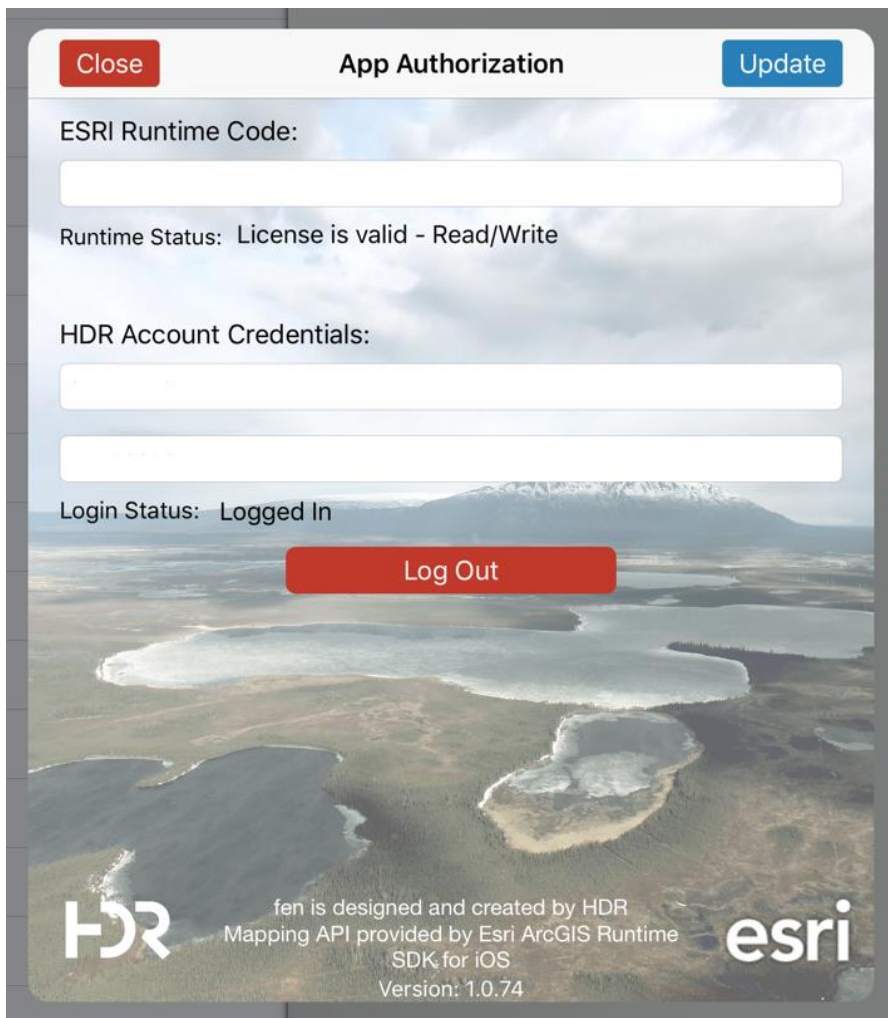 Close App Authorization Update
ESRI Runtime Code:
Runtime Status: License is valid - Read/Write
HDR Account Credentials:
Login Status: Logged In
Log Out
fen is designed and created by HDR
Mapping API provided by Esri ArcGIS Runtime
SDK for iOS
Version: 1.0.74
HDR
esri